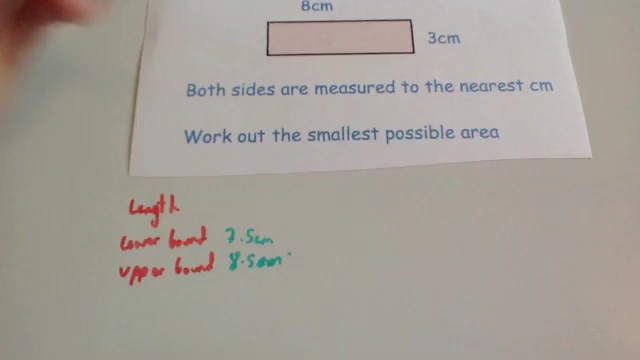 8cm
3cm
Both sides are measured to the nearest cm
Work out the smallest possible area
Length
Lower bound 7.5cm
Upper bound 8.5cm